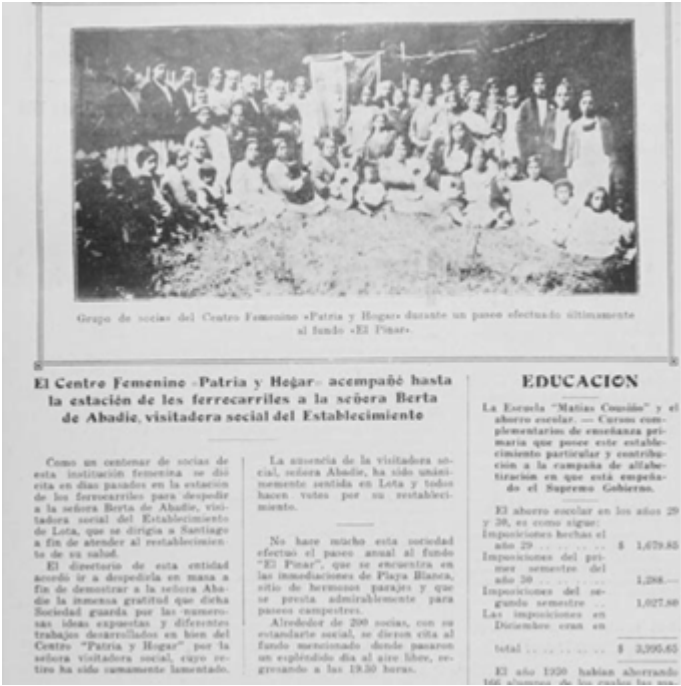 Grupo de socias del Centro Femenino «Patria y Hogar» durante un paseo efectuado últimamente
al fundo «El Pinar».
El Centro Femenino «Patria y Hogar» acompañó hasta
la estación de los ferrocarriles a la señora Berta
de Abadie, visitadora social del Establecimiento
Como un centenar de socias de
esta institución femenina se dió
cita en días pasados en la estación
de los ferrocarriles para despedir
a la señora Berta de Abadie, visi-
tadora social del Establecimiento
de Lota, que se dirigía a Santiago
a fin de atender al restablecimien-
to de su salud.
El directorio de esta entidad
acordó ir a despedirla en masa a
fin de demostrar a la señora Aba-
die la inmensa gratitud que dicha
Sociedad guarda por las numero-
sas ideas expuestas y diferentes
trabajos desarrollados en bien del
Centro "Patria y Hogar" por la
señora visitadora social, cuyo re-
tiro ha sido sumamente lamentado.
La ausencia de la visitadora so-
cial, señora Abadie, ha sido unáni-
memente sentida en Lota y todos
hacen votos por su restableci-
miento.
No hace mucho esta sociedad
efectuó el paseo anual al fundo
"El Pinar", que se encuentra en
las inmediaciones de Playa Blanca,
sitio de hermosos parajes y que
se presta admirablemente para
paseos campestres.
Alrededor de 200 socias, con su
estandarte social, se dieron cita al
fundo mencionado donde pasaron
un espléndido día al aire libre, re-
gresando a las 19.30 horas.
EDUCACION
La Escuela "Matías Cousiño" y el
ahorro escolar. — Cursos com-
plementarios de enseñanza pri-
maria que posee este estable-
cimiento particular y contribu-
ción a la campaña de alfabe-
tización en que está empeña-
do el Supremo Gobierno.
El ahorro escolar en los años 29
y 30, es como sigue:
Imposiciones hechas el
año 29 .. .. .. .. $ 1,679.85
Imposiciones del pri-
mer semestre del
año 30 .. .. .. .. 1,288.—
Imposiciones del se-
gundo semestre .. 1,027.80
Las imposiciones en
Diciembre eran en
total .. .. .. .. $ 3,995.65
El año 1930 habían ahorrando
166 alumnos, de los cuales las ma-